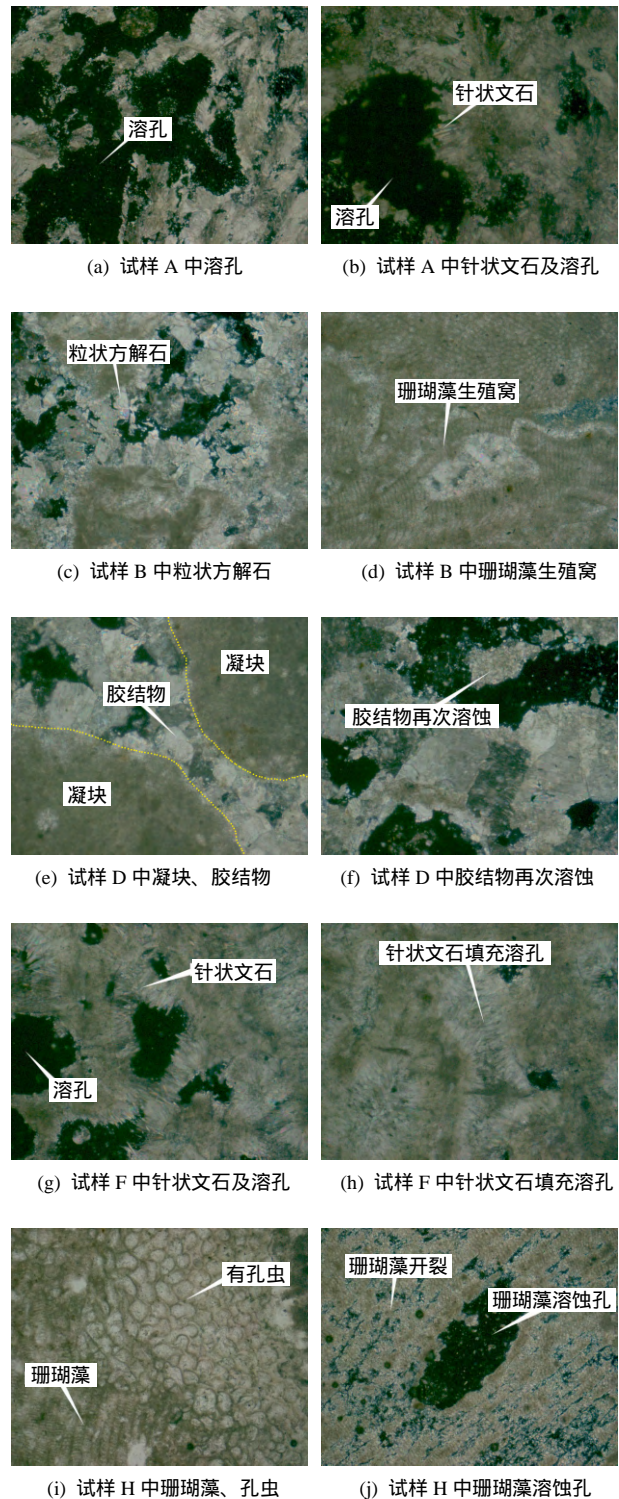 溶孔
(a) 试样 A 中溶孔
针状文石
溶孔
(b) 试样 A 中针状文石及溶孔
粒状方解石
(c) 试样 B 中粒状方解石
珊瑚藻生殖窝
(d) 试样 B 中珊瑚藻生殖窝
凝块
胶结物
凝块
(e) 试样 D 中凝块、胶结物
胶结物再次溶蚀
(f) 试样 D 中胶结物再次溶蚀
针状文石
溶孔
(g) 试样 F 中针状文石及溶孔
针状文石填充溶孔
(h) 试样 F 中针状文石填充溶孔
有孔虫
珊瑚藻
(i) 试样 H 中珊瑚藻、孔虫
珊瑚藻开裂
珊瑚藻溶蚀孔
(j) 试样 H 中珊瑚藻溶蚀孔